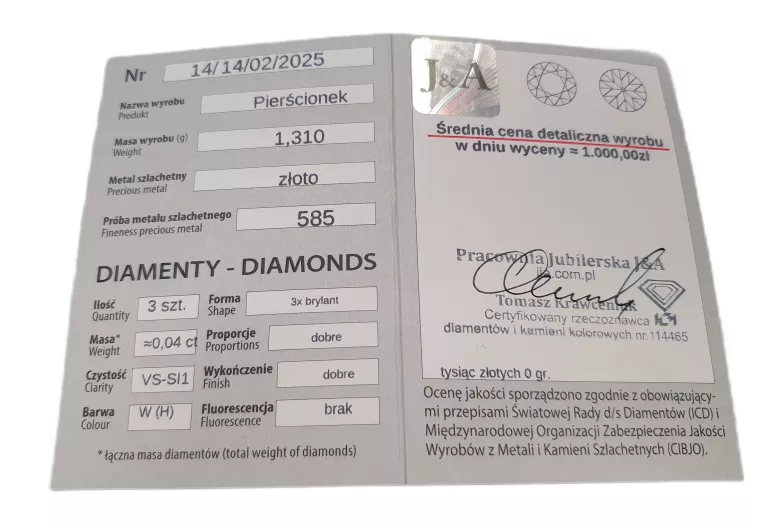 Nr 14/14/02/2025
Nazwa wyrobu Pierścionek
Produkt
Masa wyrobu (g) 1,310
Weight
Metal szlachetny złoto
Precious metal
Próba metalu szlachetnego 585
Fineness precious metal
DIAMENTY - DIAMONDS
Ilość 3 szt. Forma 3x brylant
Quantity Shape
Masa* ≈0,04 ct Proporcje dobre
Weight Proportions
Czystość VS-SI1 Wykończenie dobre
Clarity Finish
Barwa W (H) Fluorescencja brak
Colour Fluorescence
* łączna masa diamentów (total weight of diamonds)
J&A
Średnia cena detaliczna wyrobu
w dniu wyceny ≈ 1.000,00zł
Pracownia Jubilerska J&A
.com.pl
Tomasz Krawceniuk
Certyfikowany rzeczoznawca
diamentów i kamieni kolorowych nr.114465
tysiąc złotych 0 gr.
Ocenę jakości sporządzono zgodnie z obowiązujący-
mi przepisami Światowej Rady d/s Diamentów (ICD) i
Międzynarodowej Organizacji Zabezpieczenia Jakości
Wyrobów z Metali i Kamieni Szlachetnych (CIBJO).